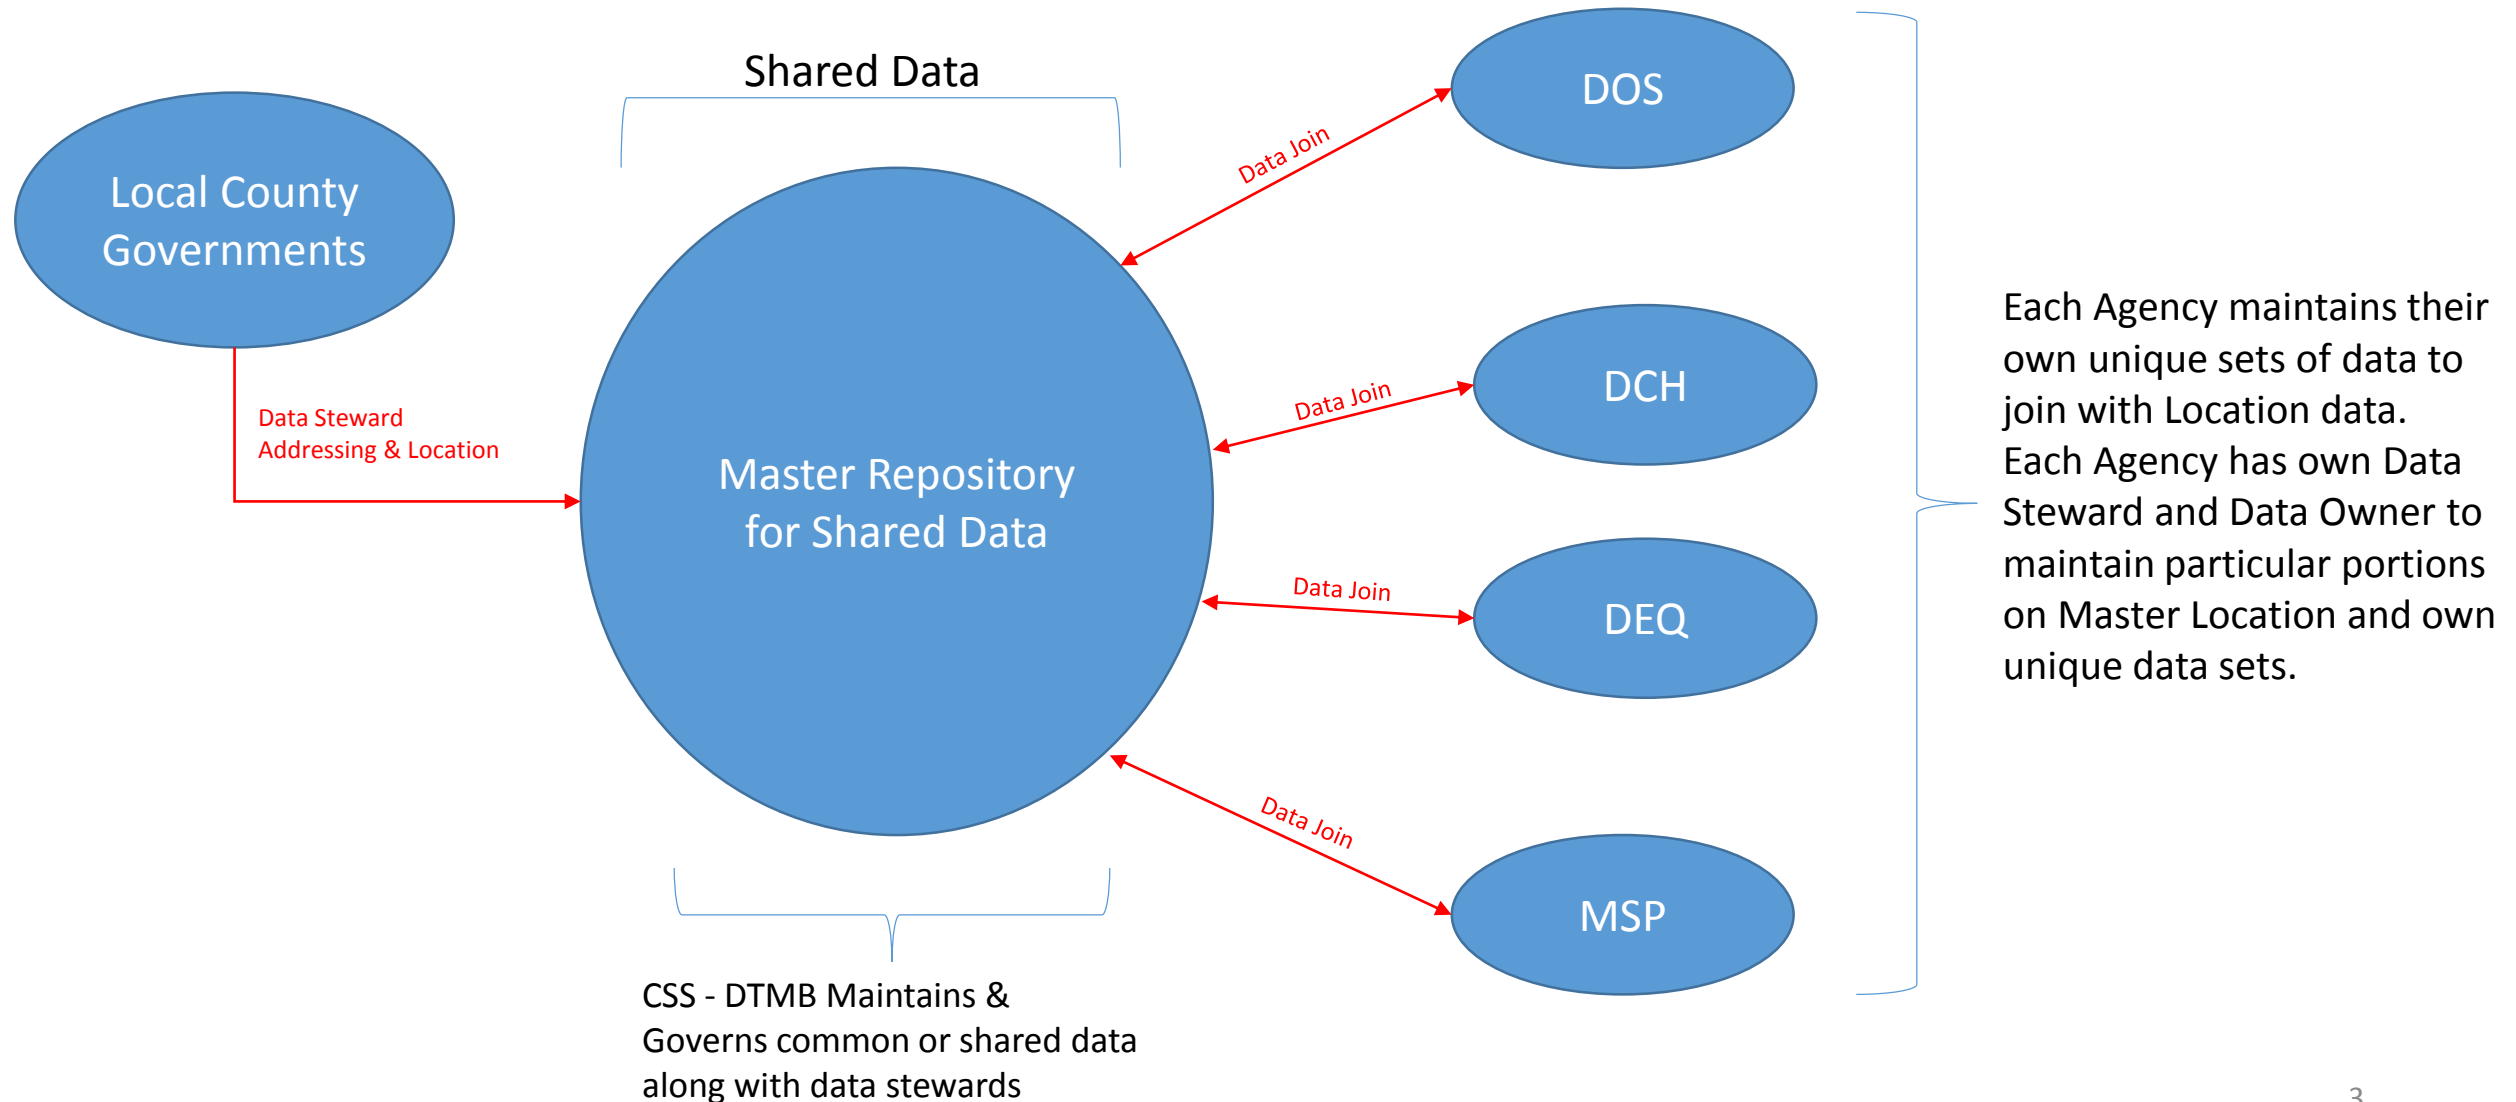 Shared Data
Local County
Governments
Data Steward
Addressing & Location
Master Repository
for Shared Data
Data Join
DOS
Data Join
DCH
Data Join
DEQ
Data Join
MSP
Each Agency maintains their
own unique sets of data to
join with Location data.
Each Agency has own Data
Steward and Data Owner to
maintain particular portions
on Master Location and own
unique data sets.
CSS - DTMB Maintains &
Governs common or shared data
along with data stewards
3